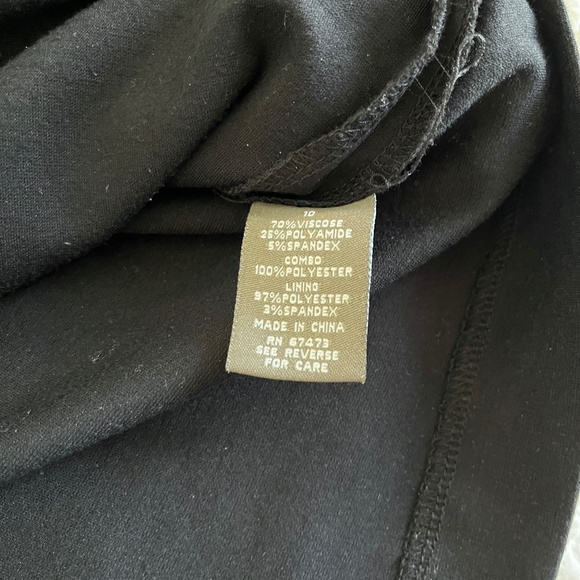 10
70%VISCOSE
25%POLYAMIDE
5%SPANDEX
COMBO
100%POLYESTER
LINING
97%POLYESTER
3%SPANDEX
MADE IN CHINA
RN 67473
SEE REVERSE
FOR CARE